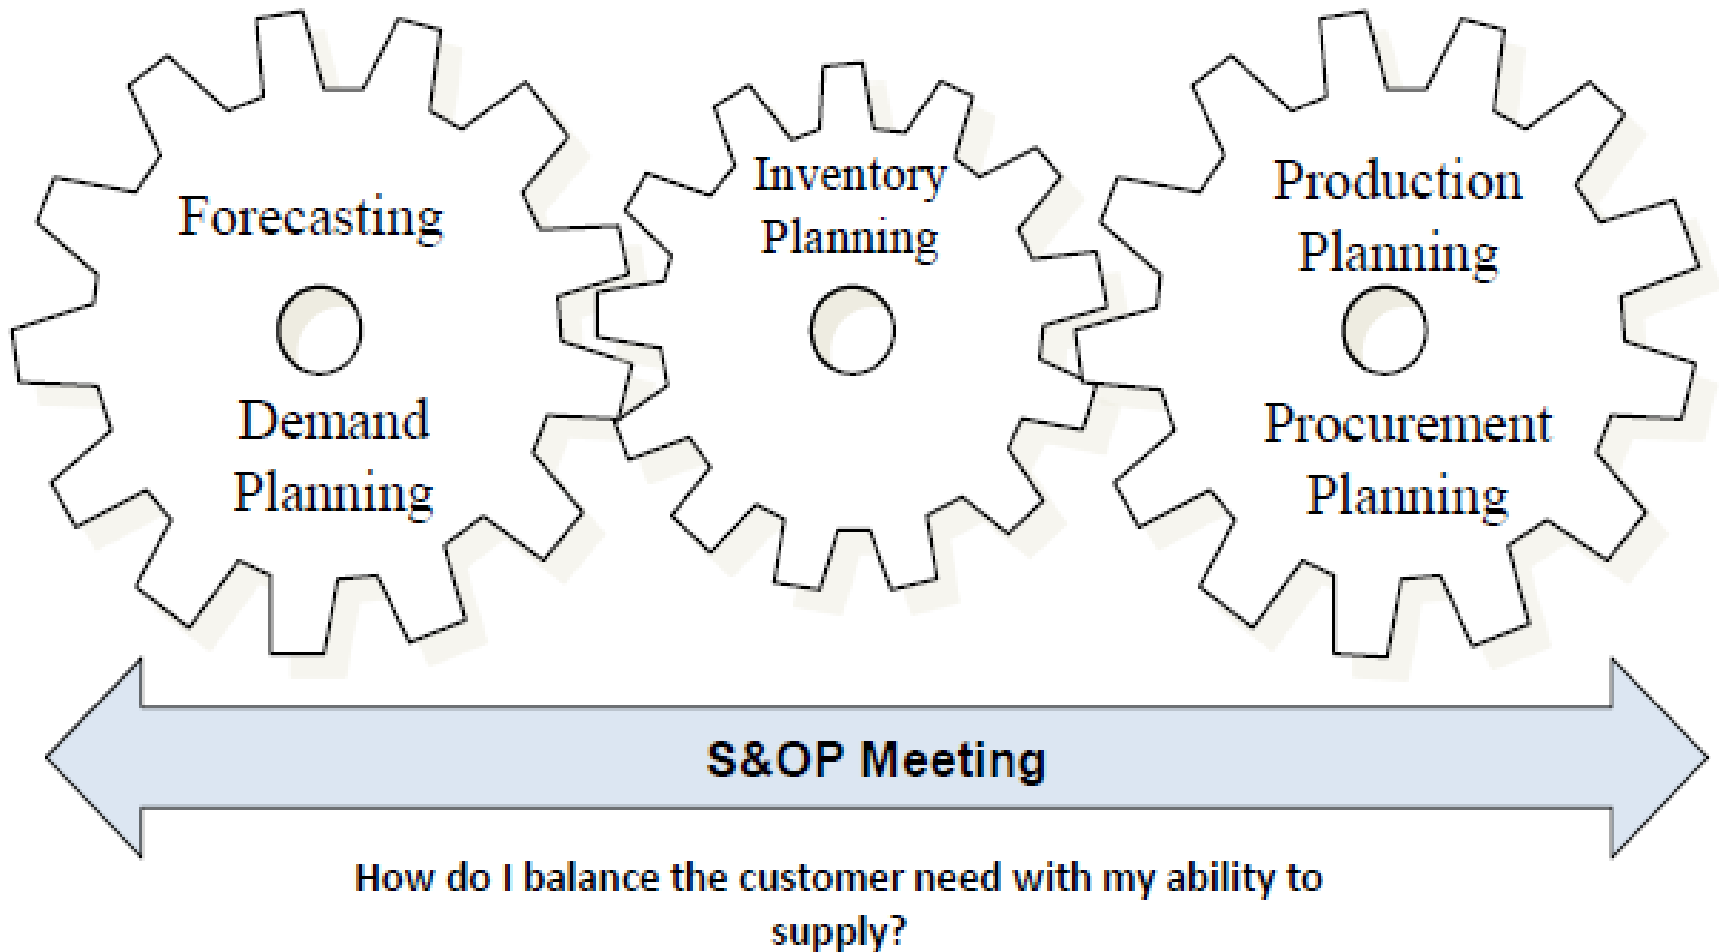 Forecasting
Demand
Planning
Inventory
Planning
Production
Planning
Procurement
Planning
S&OP Meeting
How do I balance the customer need with my ability to
supply?